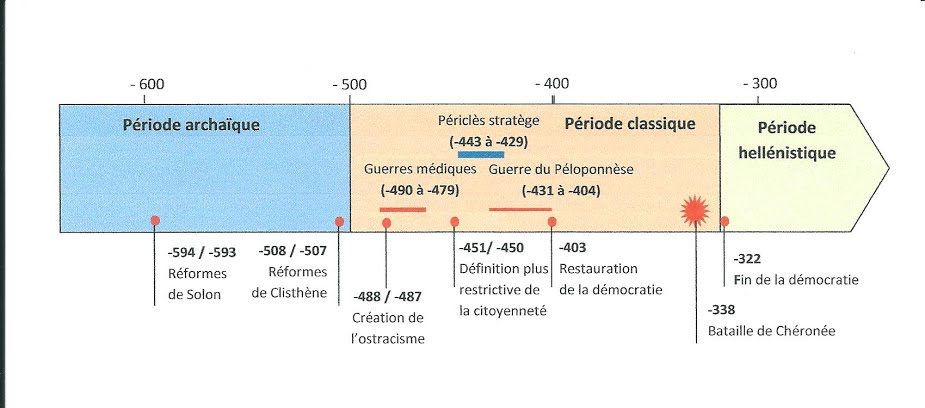 - 600
- 500
- 400
- 300
Période archaïque
Période classique
Période
hellénistique
Périclès stratège
(-443 à -429)
Guerres médiques
(-490 à -479)
Guerre du Péloponnèse
(-431 à -404)
-594 / -593
Réformes
de Solon
-508 / -507
Réformes
de Clisthène
-488 / -487
Création de
l'ostracisme
-451/ -450
Définition plus
restrictive de
la citoyenneté
-403
Restauration
de la démocratie
-338
Bataille de Chéronée
-322
Fin de la démocratie